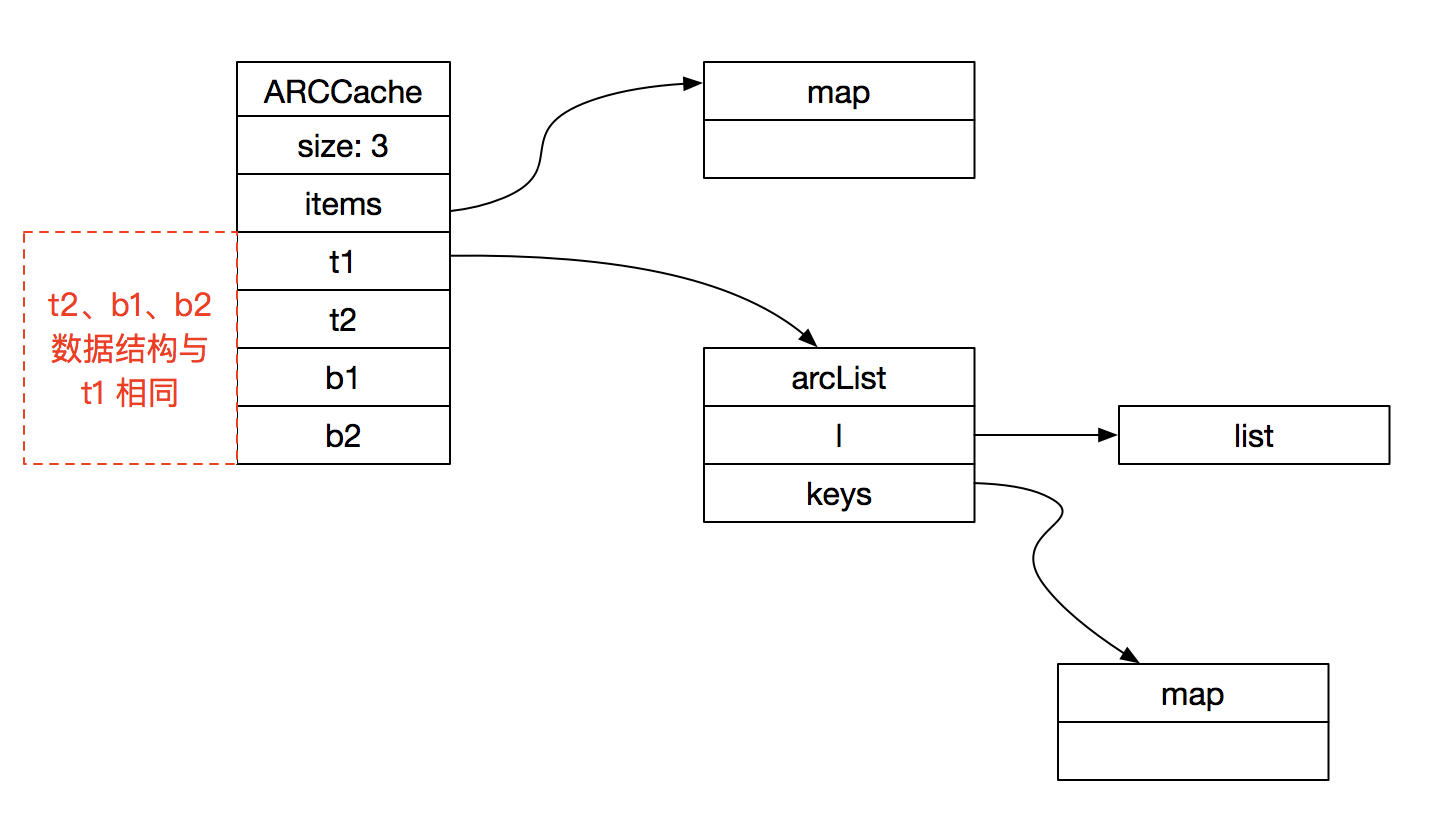 ARCCache
size: 3
items
t1
t2
b1
b2
t2、b1、b2
数据结构与
t1 相同
map
arcList
l
keys
list
map